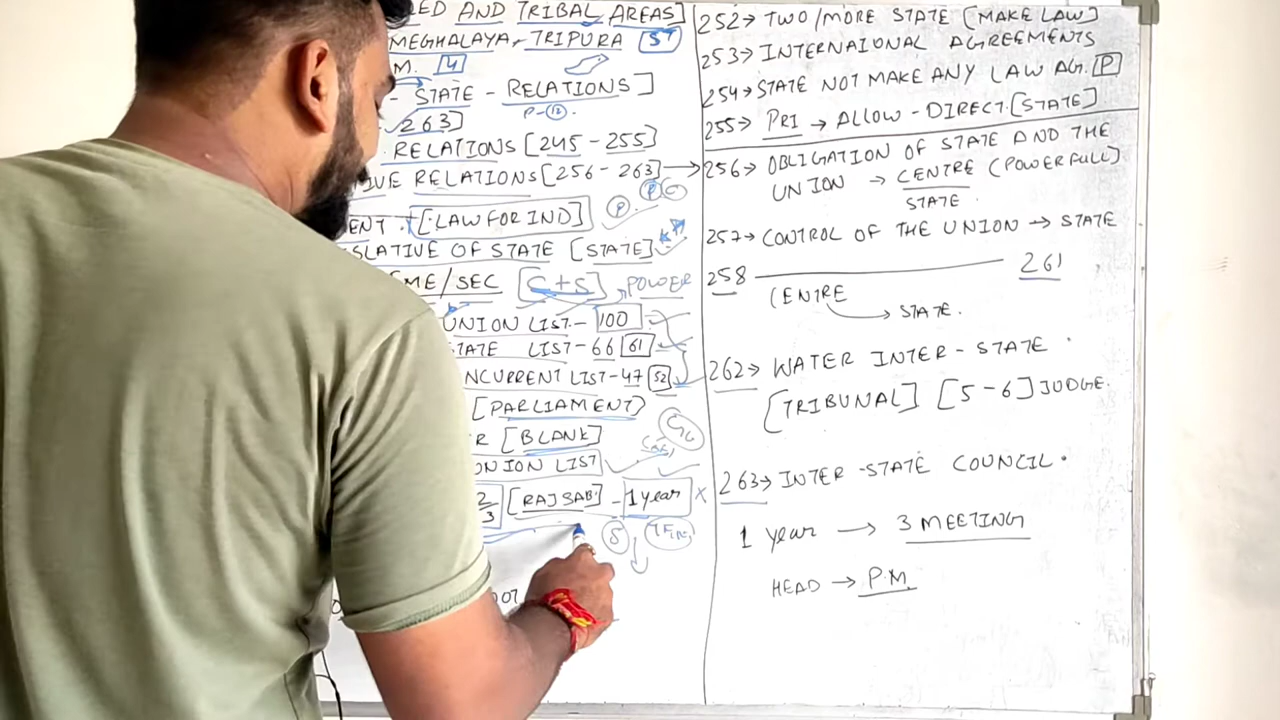 ED AND TRIBAL AREAS]
MEGHALAYA, TRIPURA [5]
M. [4]
- STATE - RELATIONS]
P-(12)
263]
RELATIONS [245 - 255]
IVE RELATIONS [256 - 263] →
ENT. [LAW FOR IND]
SLATIVE OF STATE [STATE]
ME/SEC [C+S] POWER
UNION LIST - 100
TATE LIST - 66 [61]
NCURRENT LIST - 47 [52]
[PARLIAMENT]
R [BLANK]
UNION LIST
2/3 [RAJSAB] - 1 year X
252→ TWO/MORE STATE [MAKE LAW]
253→ INTERNAIONAL AGREEMENTS
254→ STATE NOT MAKE ANY LAW AG. [P]
255→ PRI → ALLOW - DIRECT. [STATE]
256→ OBLIGATION OF STATE AND THE
UNION → CENTRE (POWERFULL]
STATE.
257→ CONTROL OF THE UNION → STATE
258 — 261
CENTRE
→ STATE.
262→ WATER INTER - STATE
[TRIBUNAL] [5 - 6] JUDGE.
263→ INTER - STATE COUNCIL.
1 year → 3 MEETING
HEAD → P.M.